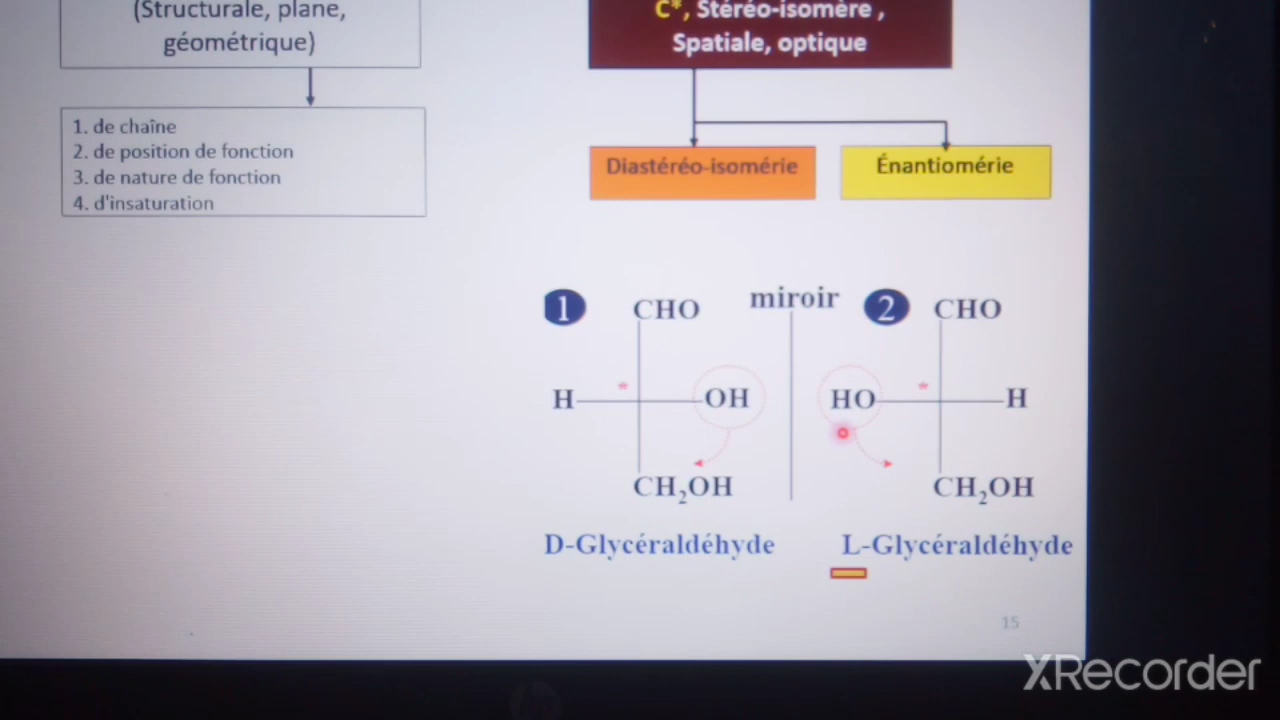 (Structurale, plane,
géométrique)
C*, Stéréo-isomère ,
Spatiale, optique
1. de chaîne
2. de position de fonction
3. de nature de fonction
4. d'insaturation
Diastéréo-isomérie
Énantiomérie
1
CHO
miroir
2
CHO
H
*
OH
HO
*
H
CH₂OH
CH₂OH
D-Glycéraldéhyde
L-Glycéraldéhyde
15
XRecorder